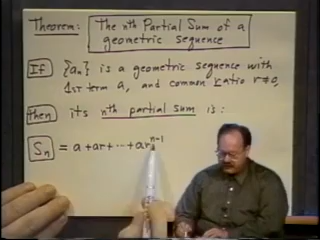 Theorem: The nth Partial Sum of a
geometric sequence
If {aₙ} is a geometric sequence with
1st term a, and common ratio r≠0,
then its nth partial sum is:
Sₙ = a + ar + ··· + arⁿ⁻¹